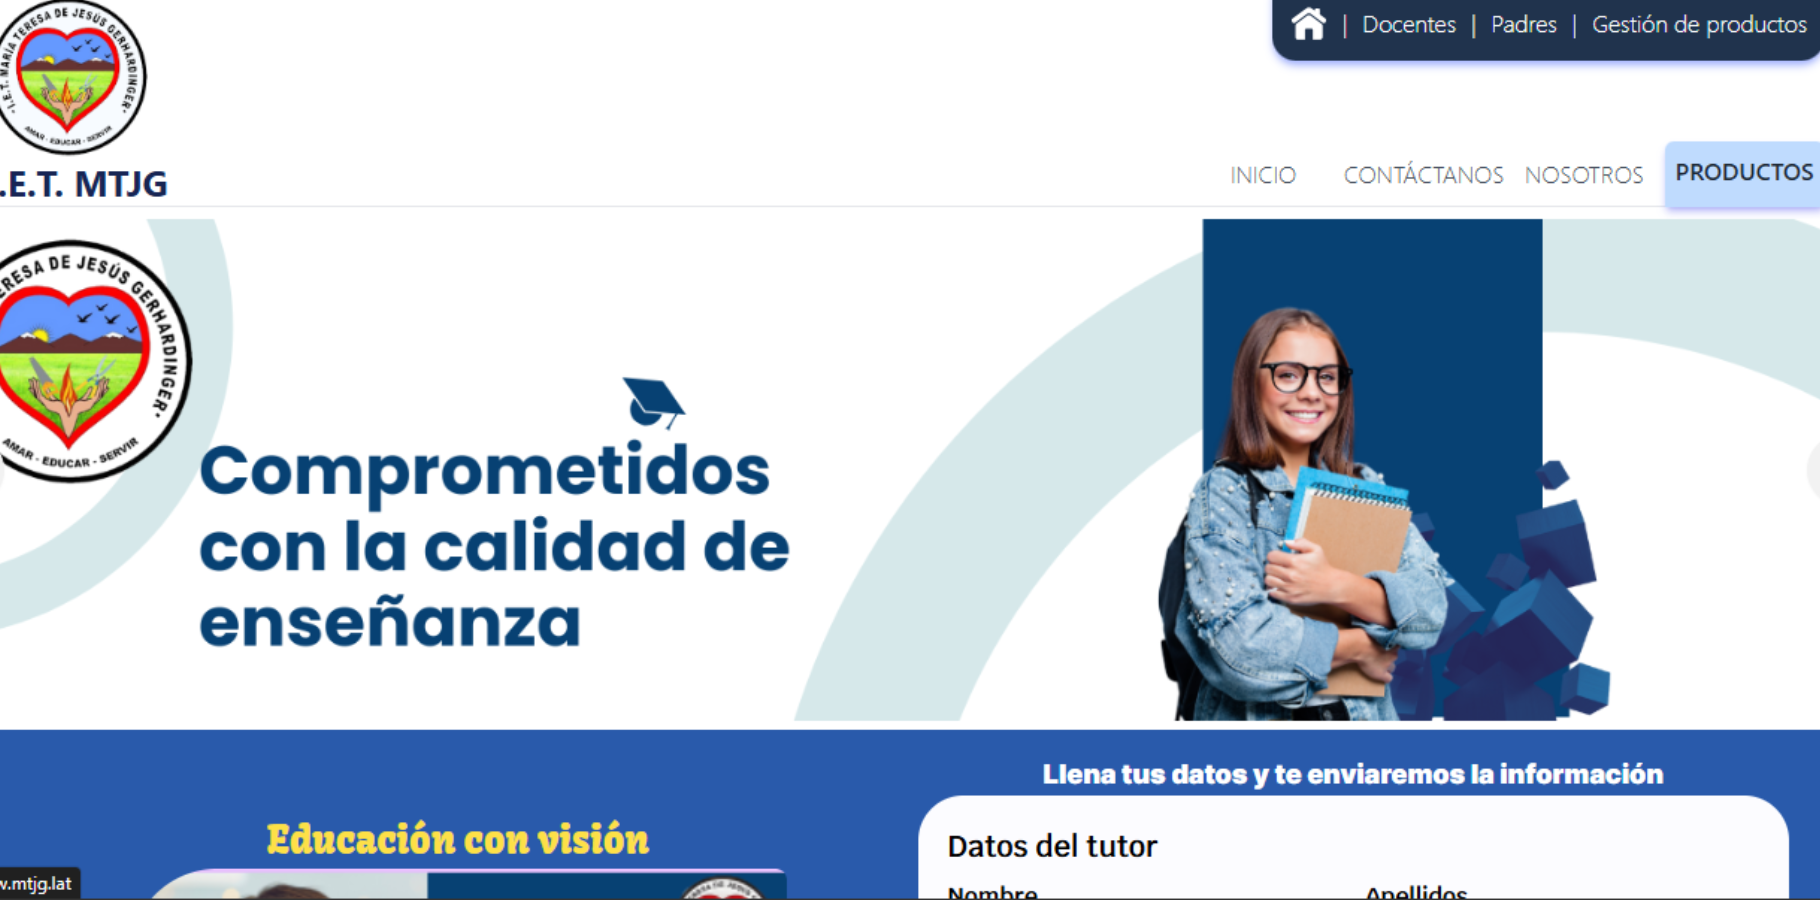 I.E.T. MARÍA TERESA DE JESÚS GERHARDINGER
AMAR - EDUCAR - SERVIR
| Docentes | Padres | Gestión de productos
.E.T. MTJG
INICIO CONTÁCTANOS NOSOTROS PRODUCTOS
RESA DE JESÚS GERHARDINGER
AMAR - EDUCAR - SERVIR
Comprometidos
con la calidad de
enseñanza
Llena tus datos y te enviaremos la información
Educación con visión
Datos del tutor
Nombre Apellidos
w.mtjg.lat